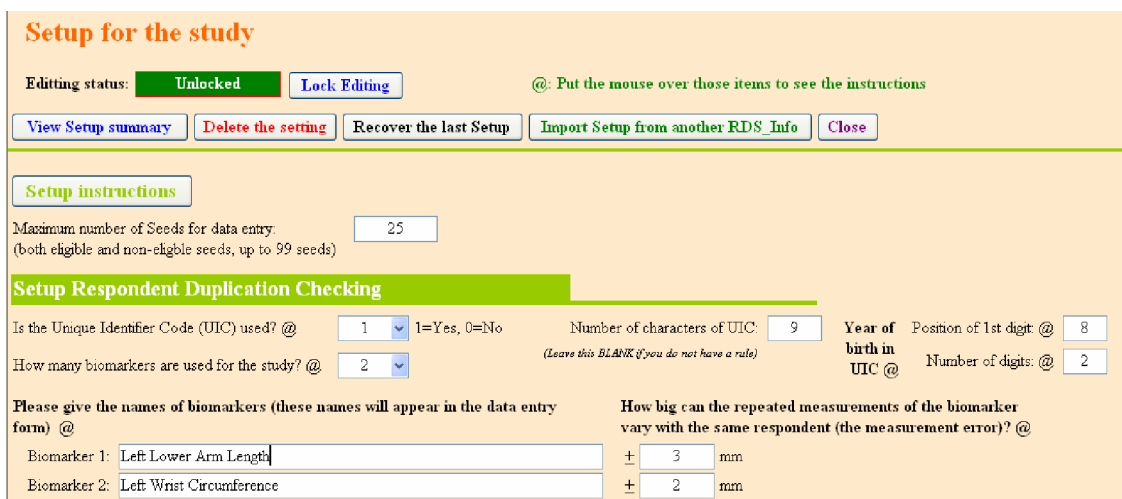 Setup for the study
Editting status: Unlocked Lock Editing @: Put the mouse over those items to see the instructions
View Setup summary Delete the setting Recover the last Setup Import Setup from another RDS_Info Close
Setup instructions
Maximum number of Seeds for data entry: 25
(both eligible and non-eligble seeds, up to 99 seeds)
Setup Respondent Duplication Checking
Is the Unique Identifier Code (UIC) used? @ 1 1=Yes, 0=No Number of characters of UIC: 9 Year of Position of 1st digit: @ 8
(Leave this BLANK if you do not have a rule) birth in
How many biomarkers are used for the study? @ 2 UIC @ Number of digits: @ 2
Please give the names of biomarkers (these names will appear in the data entry How big can the repeated measurements of the biomarker
form) @ vary with the same respondent (the measurement error)? @
Biomarker 1: Left Lower Arm Length ± 3 mm
Biomarker 2: Left Wrist Circumference ± 2 mm